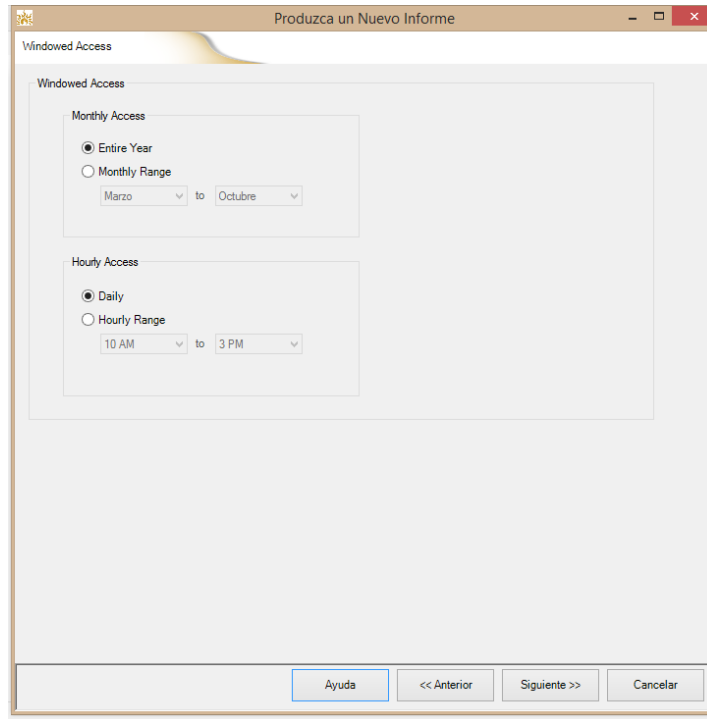 Produzca un Nuevo Informe
Windowed Access
Windowed Access
Monthly Access
Entire Year
Monthly Range
Marzo to Octubre
Hourly Access
Daily
Hourly Range
10 AM to 3 PM
Ayuda << Anterior Siguiente >> Cancelar